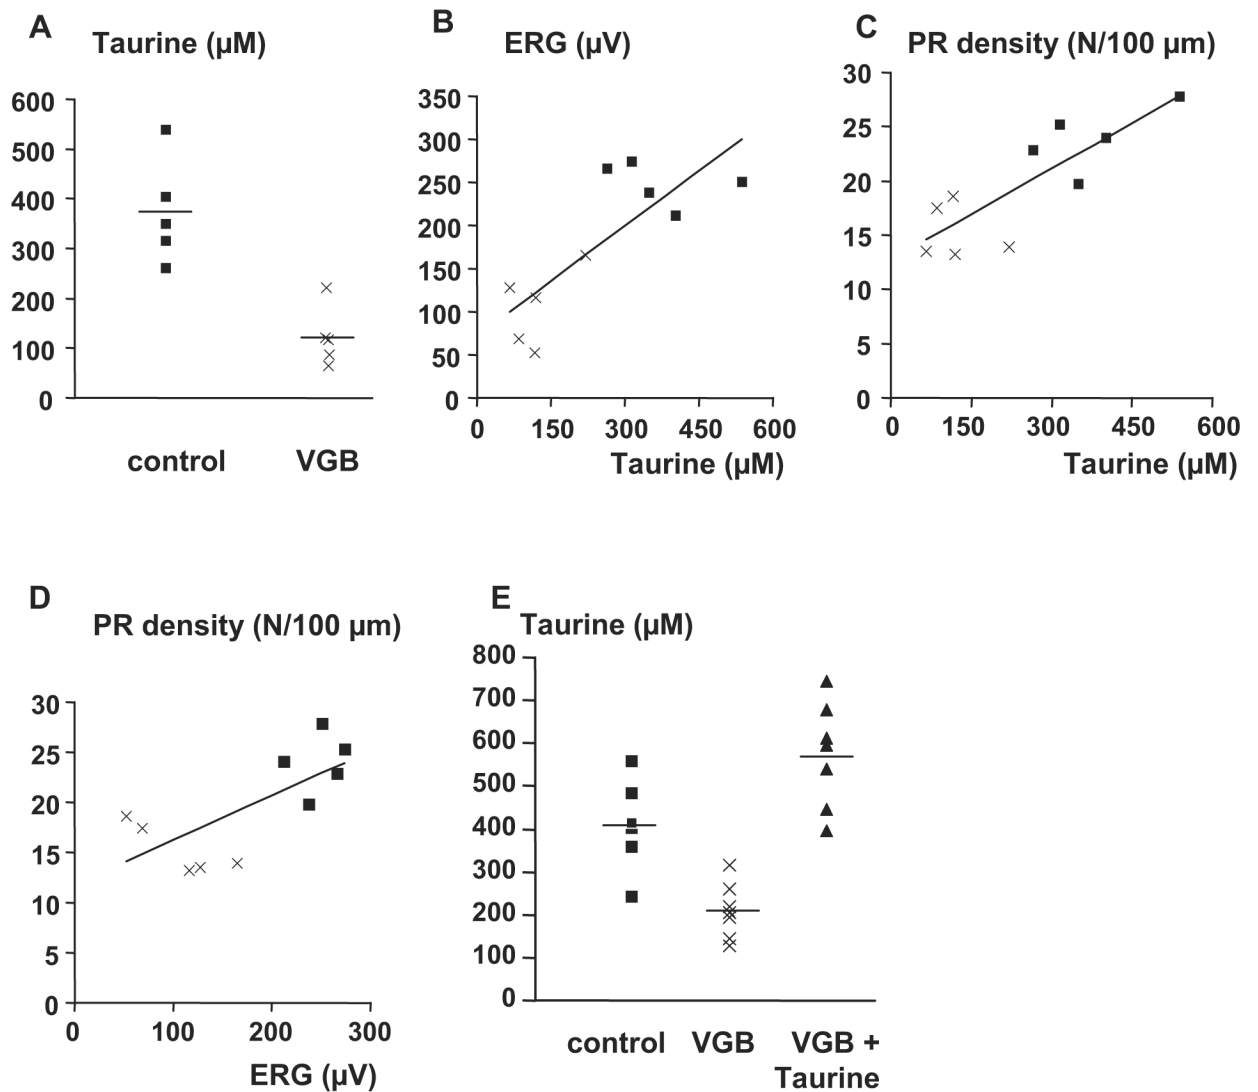 A
Taurine (µM)
600
500
400
300
200
100
0
control VGB
B
ERG (µV)
350
300
250
200
150
100
50
0
0 150 300 450 600
Taurine (µM)
C
PR density (N/100 µm)
30
25
20
15
10
5
0
0 150 300 450 600
Taurine (µM)
D
PR density (N/100 µm)
30
25
20
15
10
5
0
0 100 200 300
ERG (µV)
E
Taurine (µM)
800
700
600
500
400
300
200
100
0
control VGB VGB +
Taurine